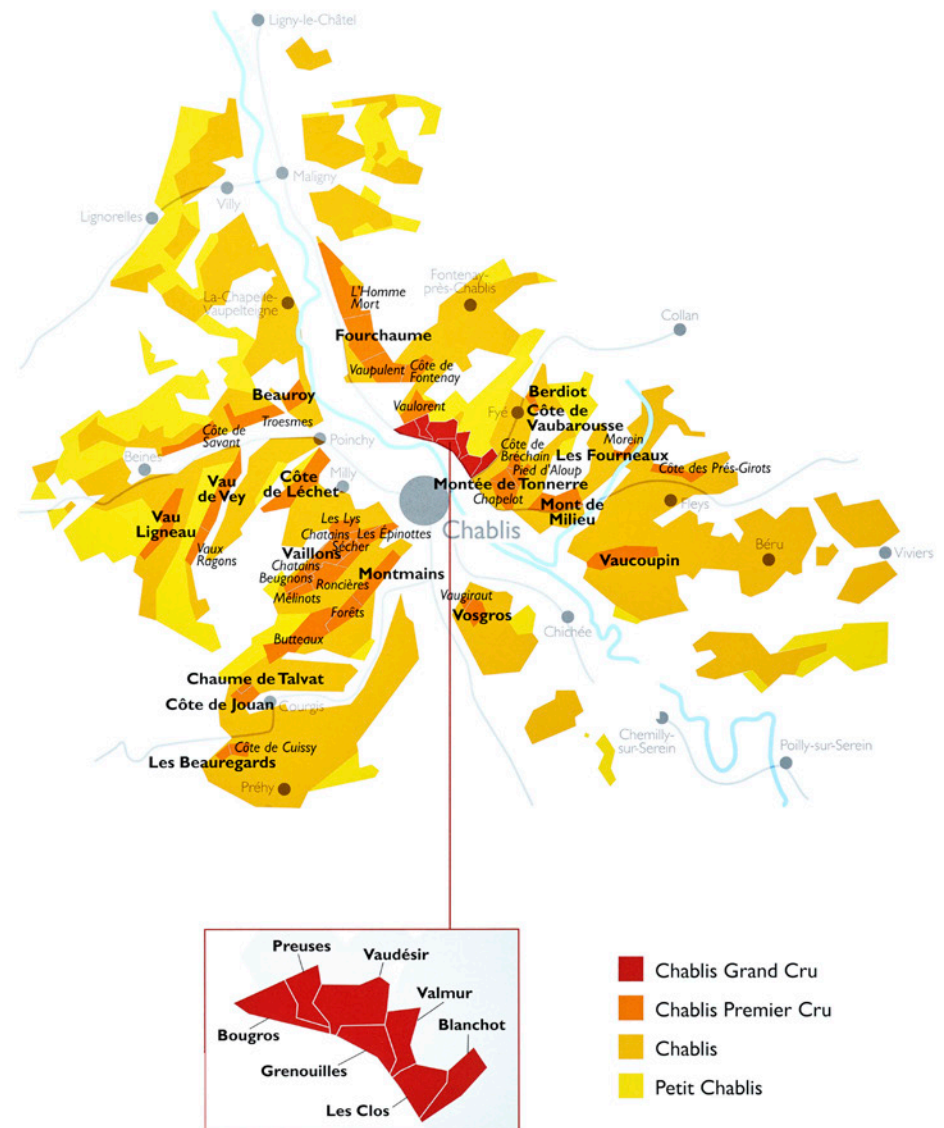 Ligny-le-Châtel
Maligny
Villy
Lignorelles
L'Homme
Mort
Fontenay-
près-Chablis
La-Chapelle-
Vaupelteigne
Collan
Fourchaume
Vaupulent
Côte de
Fontenay
Beauroy
Berdiot
Vaulorent
Fyé
Côte de
Vaubarousse
Troesmes
Côte de
Savant
Poinchy
Morein
Côte de
Bréchain
Les Fourneaux
Beines
Milly
Pied d'Aloup
Côte des Prés-Girots
Vau
de Vey
Côte
de Léchet
Montée de Tonnerre
Chapelot
Mont de
Milieu
Fleys
Vau
Ligneau
Les Lys
Chablis
Chatains
Les Épinottes
Sécher
Vaux
Ragons
Vaillons
Chatains
Montmains
Vaucoupin
Béru
Viviers
Beugnons
Roncières
Mélinots
Vaugiraut
Forêts
Vosgros
Chichée
Butteaux
Chaume de Talvat
Côte de Jouan
Courgis
Chemilly-
sur-Serein
Poilly-sur-Serein
Côte de Cuissy
Les Beauregards
Préhy
Preuses
Vaudésir
Valmur
Blanchot
Bougros
Grenouilles
Les Clos
Chablis Grand Cru
Chablis Premier Cru
Chablis
Petit Chablis